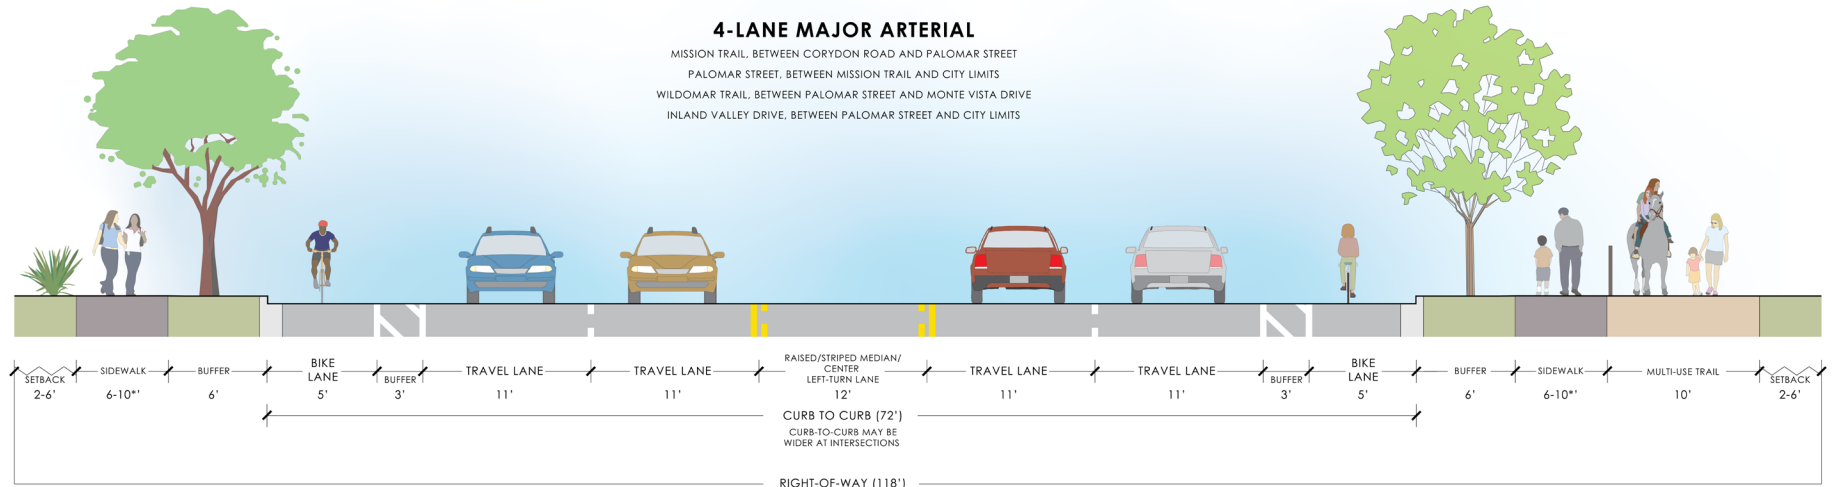 4-LANE MAJOR ARTERIAL
MISSION TRAIL, BETWEEN CORYDON ROAD AND PALOMAR STREET
PALOMAR STREET, BETWEEN MISSION TRAIL AND CITY LIMITS
WILDOMAR TRAIL, BETWEEN PALOMAR STREET AND MONTE VISTA DRIVE
INLAND VALLEY DRIVE, BETWEEN PALOMAR STREET AND CITY LIMITS
SETBACK
2-6'
SIDEWALK
6-10*'
BUFFER
6'
BIKE
LANE
5'
BUFFER
3'
TRAVEL LANE
11'
TRAVEL LANE
11'
RAISED/STRIPED MEDIAN/
CENTER
LEFT-TURN LANE
12'
TRAVEL LANE
11'
TRAVEL LANE
11'
BUFFER
3'
BIKE
LANE
5'
BUFFER
6'
SIDEWALK
6-10*'
MULTI-USE TRAIL
10'
SETBACK
2-6'
CURB TO CURB (72')
CURB-TO-CURB MAY BE
WIDER AT INTERSECTIONS
RIGHT-OF-WAY (118')